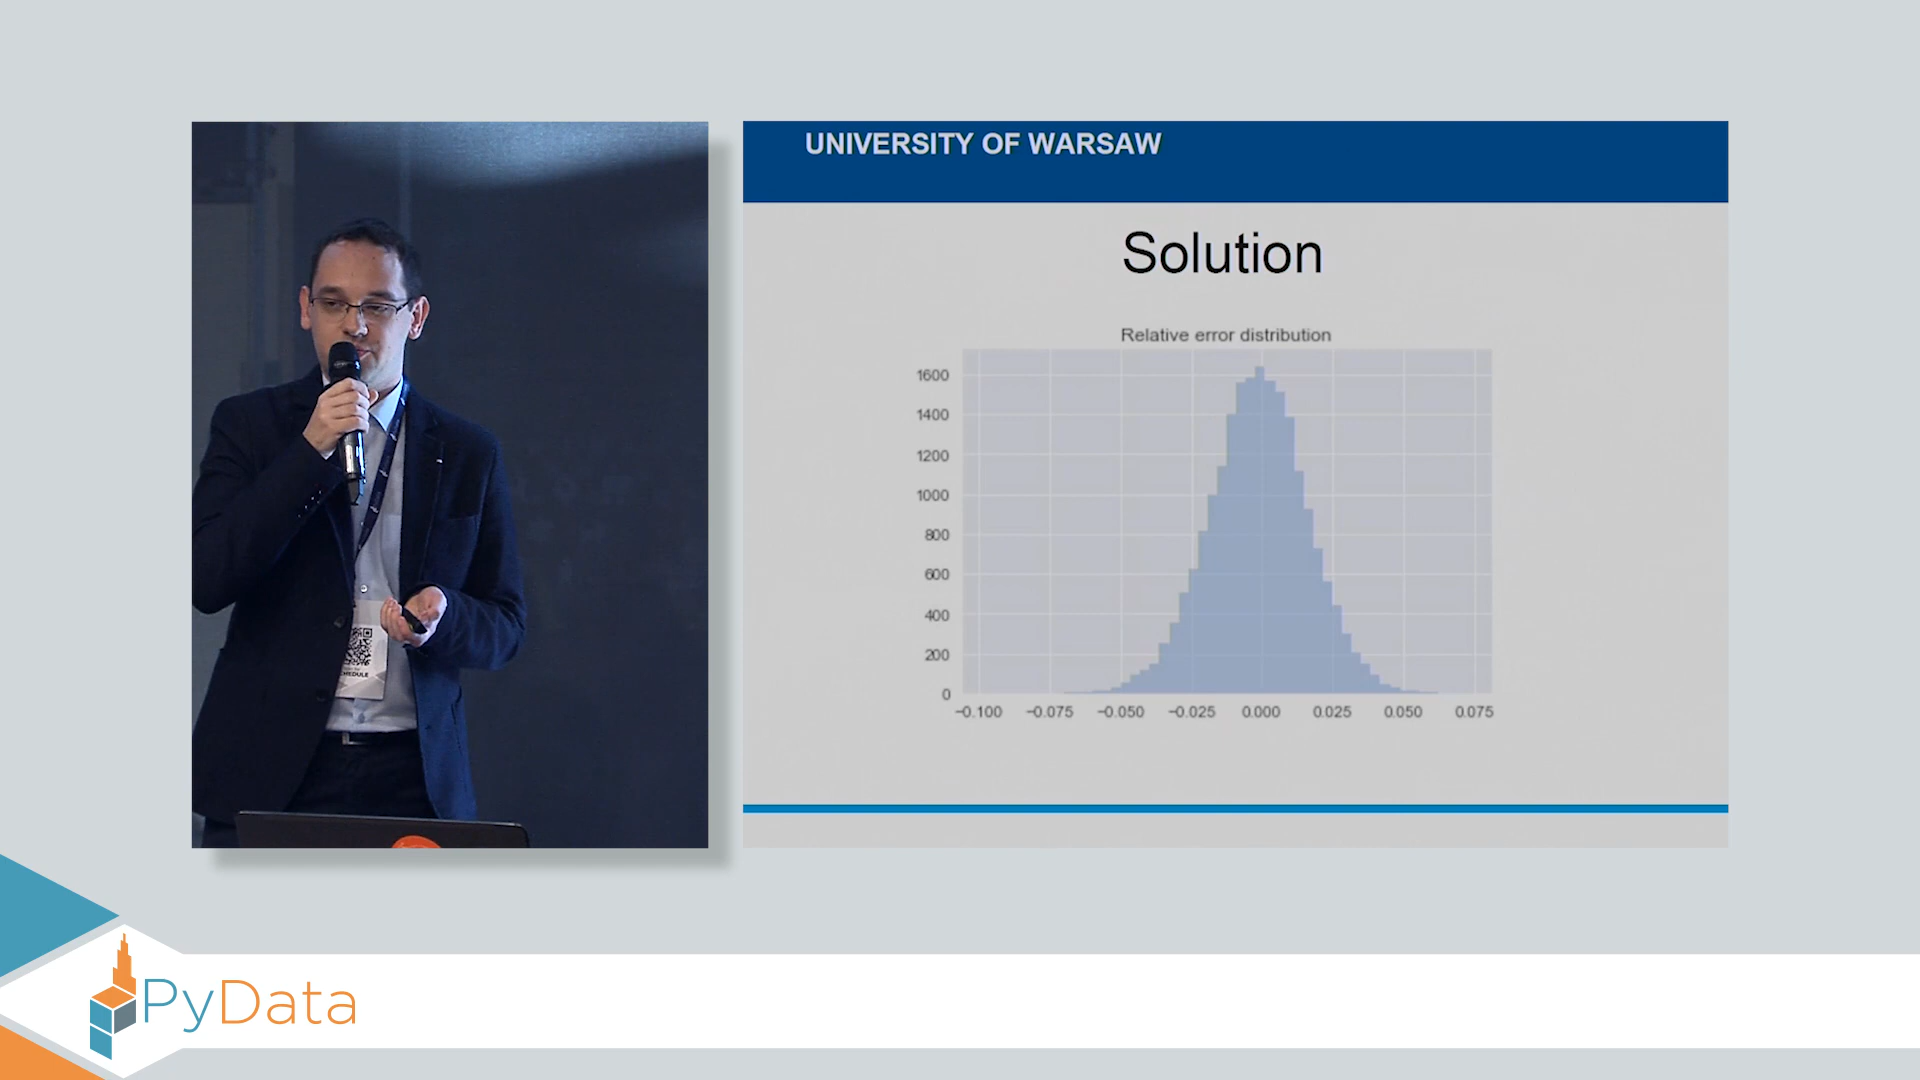 UNIVERSITY OF WARSAW
Solution
Relative error distribution
1600
1400
1200
1000
800
600
400
200
0
−0.100 −0.075 −0.050 −0.025 0.000 0.025 0.050 0.075
PyData